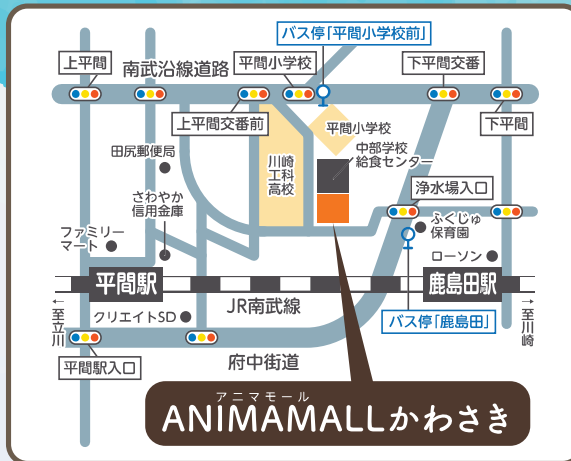 バス停「平間小学校前」
上平間
南武沿線道路
平間小学校
下平間交番
上平間交番前
下平間
平間小学校
田尻郵便局
川崎
工科
高校
中部学校
給食センター
浄水場入口
さわやか
信用金庫
ふくじゅ
保育園
ファミリー
マート
ローソン
平間駅
鹿島田駅
JR南武線
←至立川
クリエイトSD
バス停「鹿島田」
→至川崎
平間駅入口
府中街道
アニマモール
ANIMAMALLかわさき